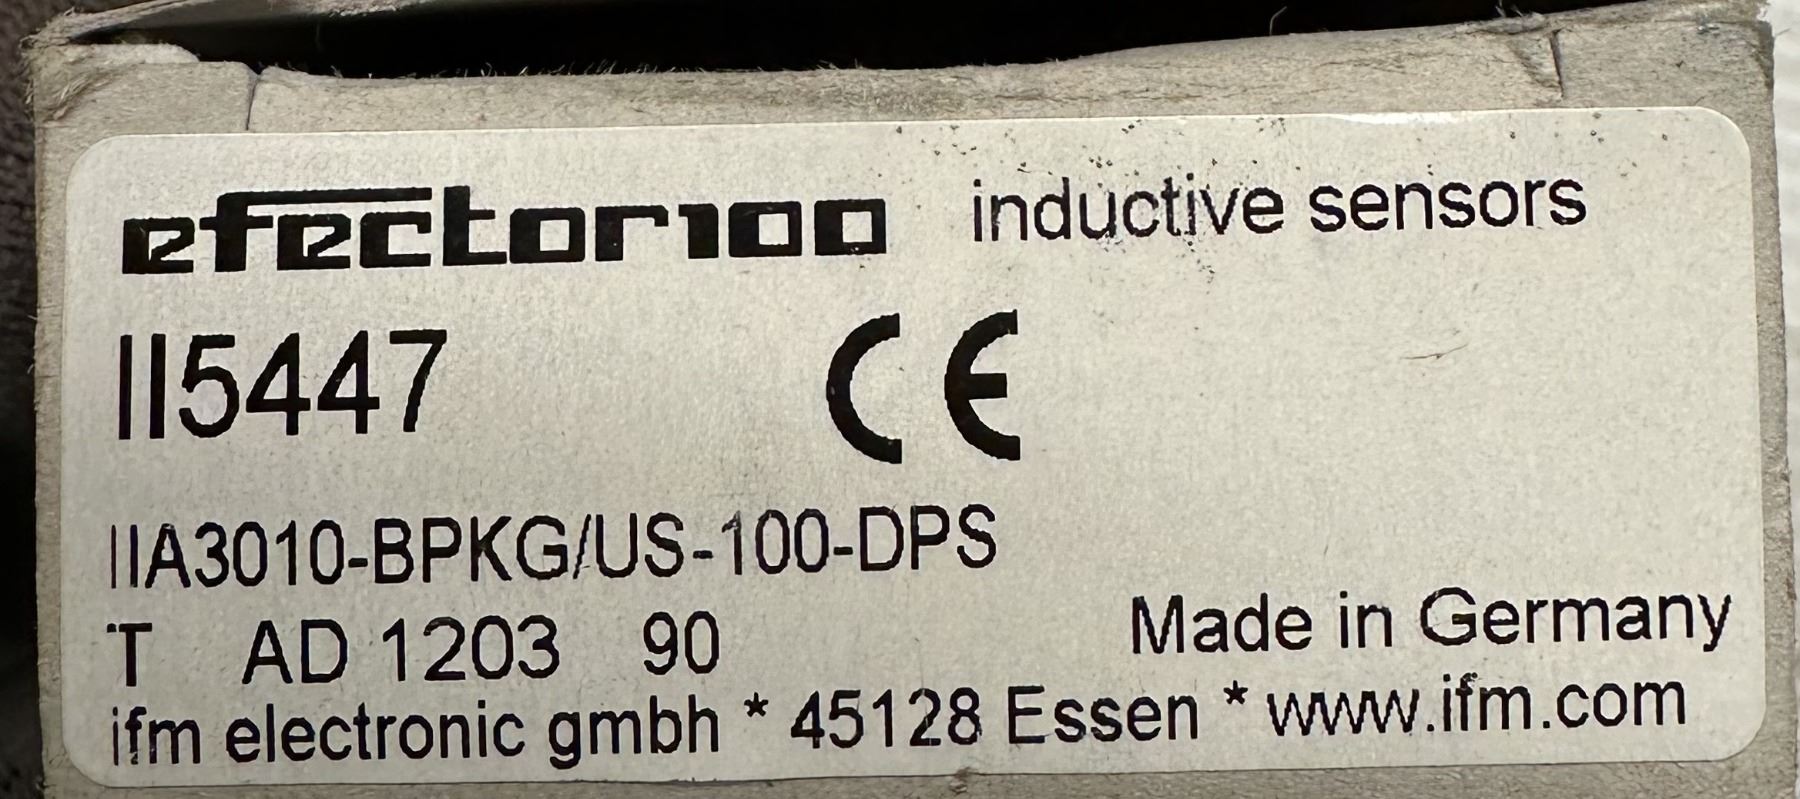 efector100 inductive sensors
II5447 CE
IIA3010-BPKG/US-100-DPS
T AD 1203 90 Made in Germany
ifm electronic gmbh * 45128 Essen * www.ifm.com